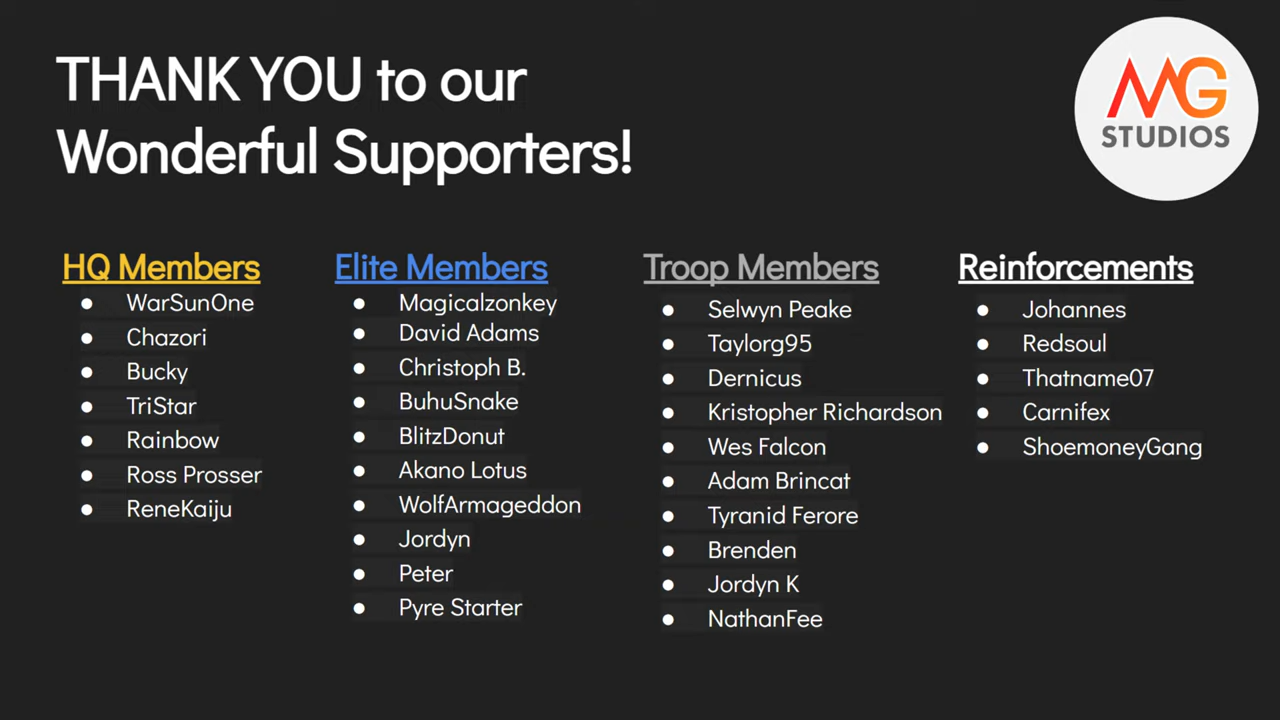 THANK YOU to our
Wonderful Supporters!
MG
STUDIOS
HQ Members
WarSunOne
Chazori
Bucky
TriStar
Rainbow
Ross Prosser
ReneKaiju
Elite Members
Magicalzonkey
David Adams
Christoph B.
BuhuSnake
BlitzDonut
Akano Lotus
WolfArmageddon
Jordyn
Peter
Pyre Starter
Troop Members
Selwyn Peake
Taylorg95
Dernicus
Kristopher Richardson
Wes Falcon
Adam Brincat
Tyranid Ferore
Brenden
Jordyn K
NathanFee
Reinforcements
Johannes
Redsoul
Thatname07
Carnifex
ShoemoneyGang